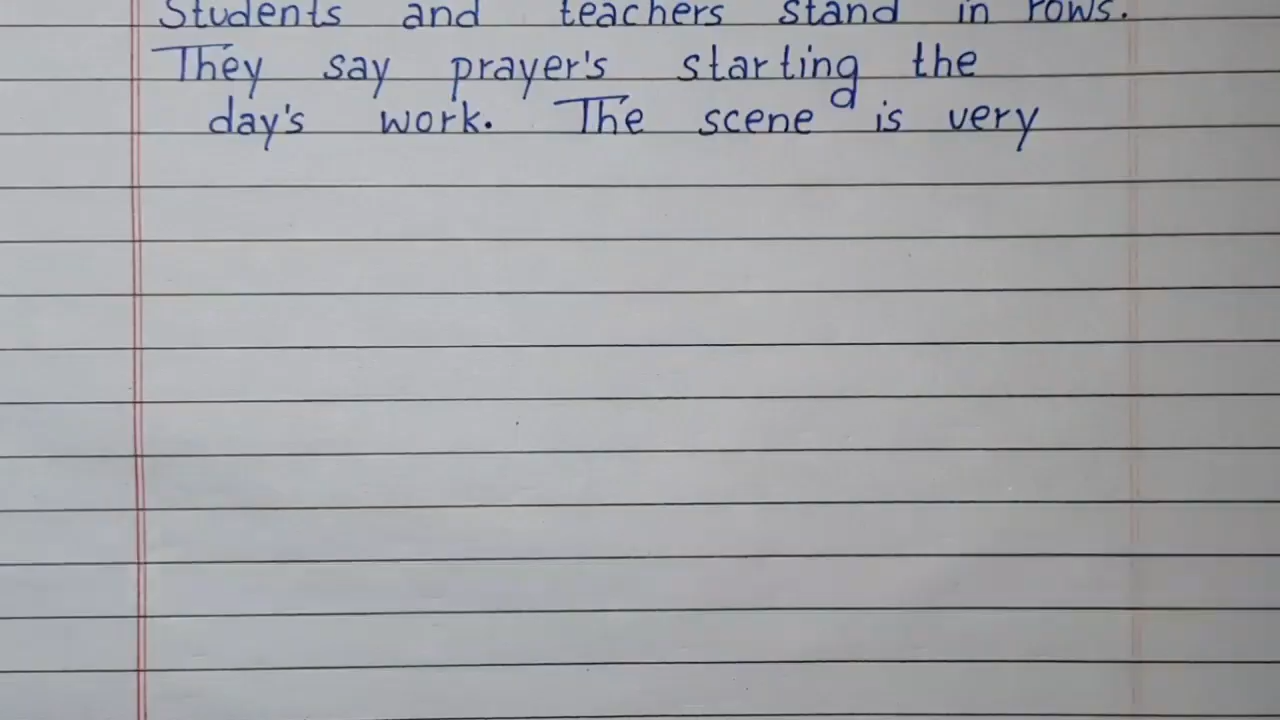 Students and teachers stand in rows.
They say prayer's starting the
day's work. The scene is very